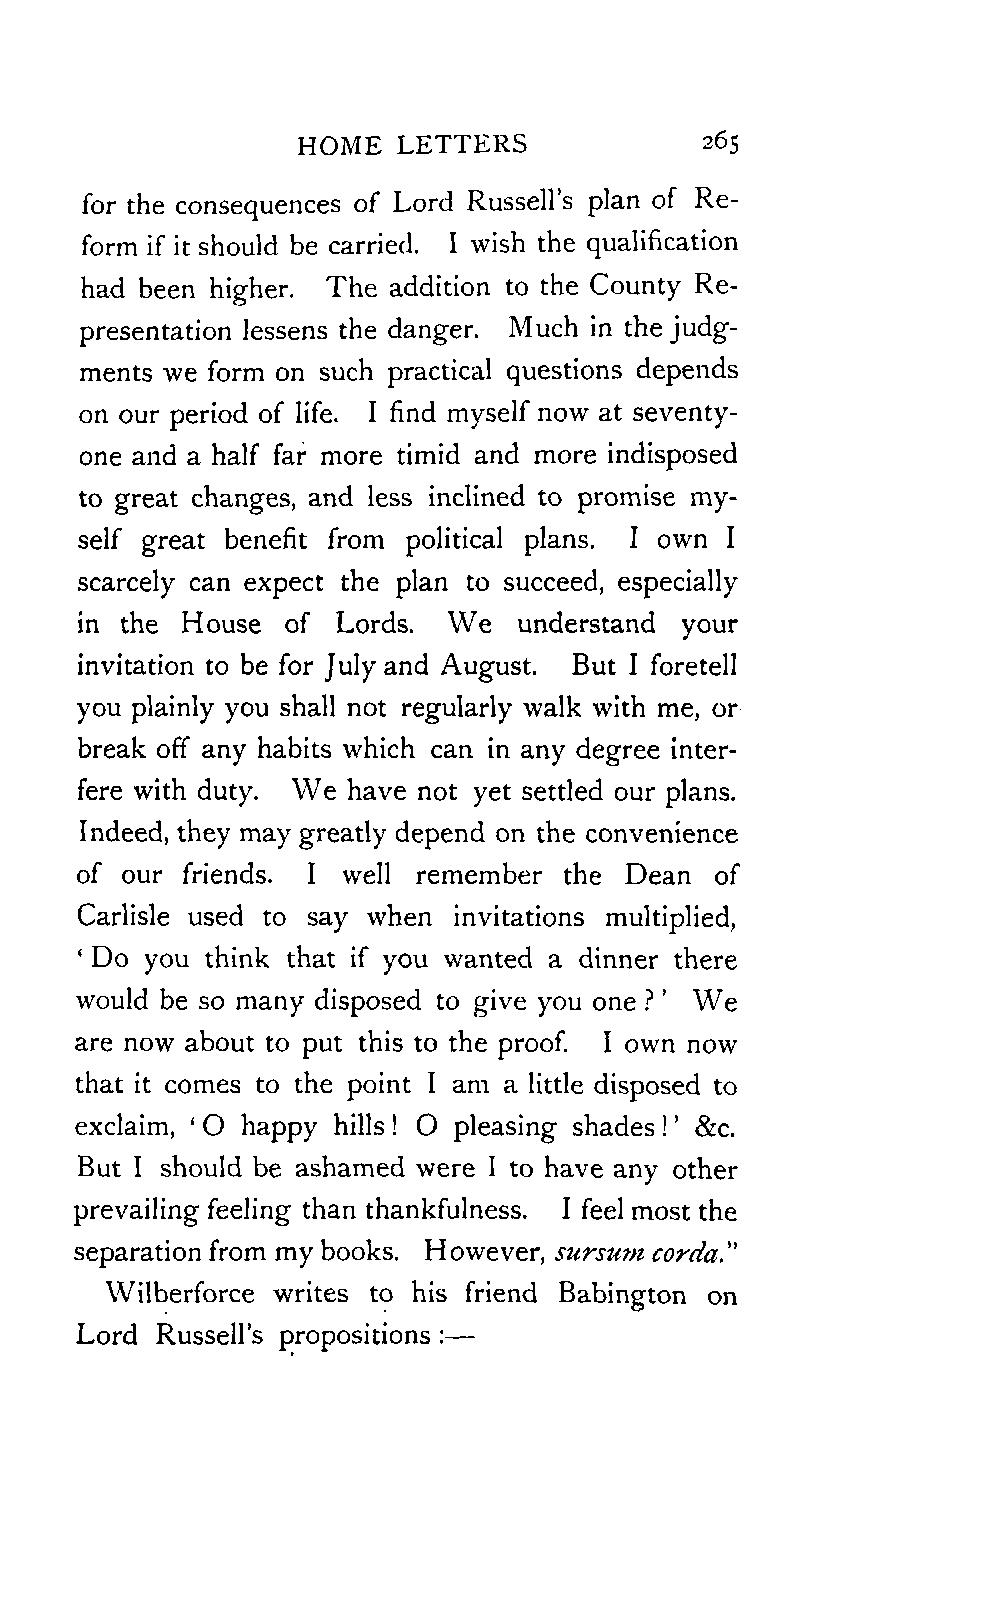 HOME LETTERS 265
for the consequences of Lord Russell's plan of Re-
form if it should be carried. I wish the qualification
had been higher. The addition to the County Re-
presentation lessens the danger. Much in the judg-
ments we form on such practical questions depends
on our period of life. I find myself now at seventy-
one and a half far more timid and more indisposed
to great changes, and less inclined to promise my-
self great benefit from political plans. I own I
scarcely can expect the plan to succeed, especially
in the House of Lords. We understand your
invitation to be for July and August. But I foretell
you plainly you shall not regularly walk with me, or
break off any habits which can in any degree inter-
fere with duty. We have not yet settled our plans.
Indeed, they may greatly depend on the convenience
of our friends. I well remember the Dean of
Carlisle used to say when invitations multiplied,
'Do you think that if you wanted a dinner there
would be so many disposed to give you one?' We
are now about to put this to the proof. I own now
that it comes to the point I am a little disposed to
exclaim, 'O happy hills! O pleasing shades!' &c.
But I should be ashamed were I to have any other
prevailing feeling than thankfulness. I feel most the
separation from my books. However, sursum corda."
Wilberforce writes to his friend Babington on
Lord Russell's propositions:—